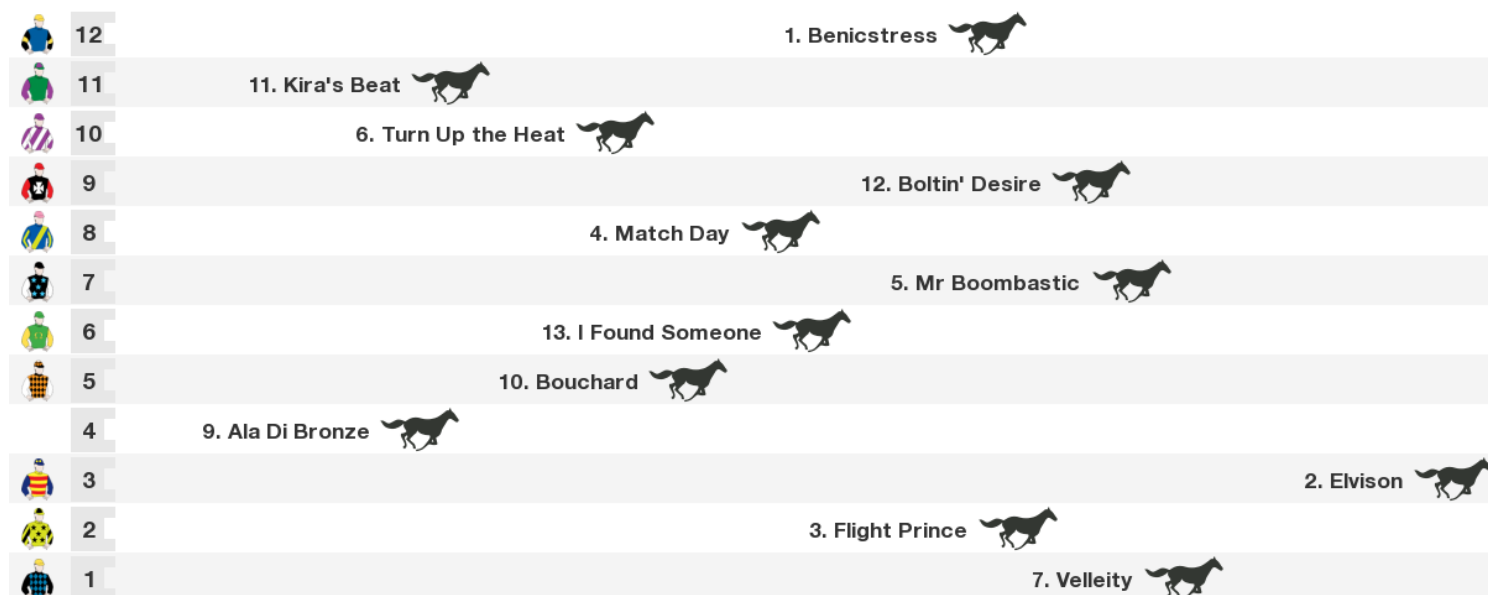 12 1. Benicstress
11 11. Kira's Beat
10 6. Turn Up the Heat
9 12. Boltin' Desire
8 4. Match Day
7 5. Mr Boombastic
6 13. I Found Someone
5 10. Bouchard
4 9. Ala Di Bronze
3 2. Elvison
2 3. Flight Prince
1 7. Velleity